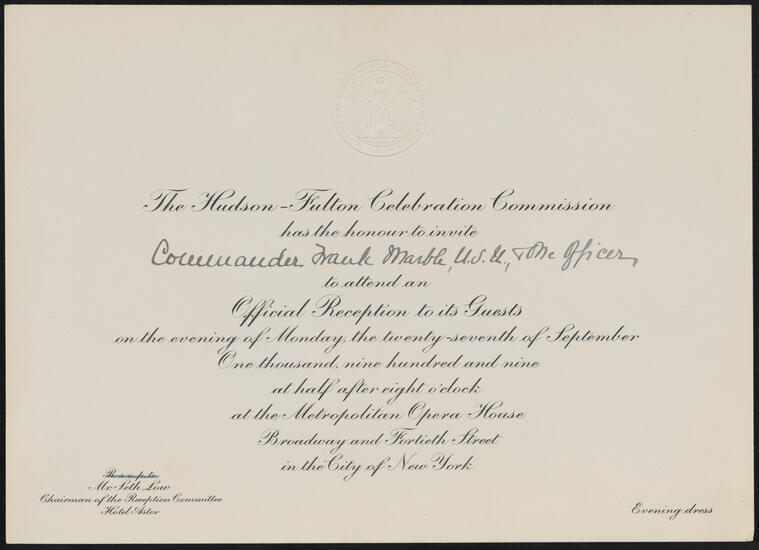 The Hudson-Fulton Celebration Commission
has the honour to invite
Commander Frank Marble, U.S.N., & One Officer,
to attend an
Official Reception to its Guests
on the evening of Monday, the twenty-seventh of September
One thousand, nine hundred and nine
at half after eight o'clock
at the Metropolitan Opera House
Broadway and Fortieth Street
in the City of New York
Mr. Seth Low
Chairman of the Reception Committee
Hotel Astor
Evening dress